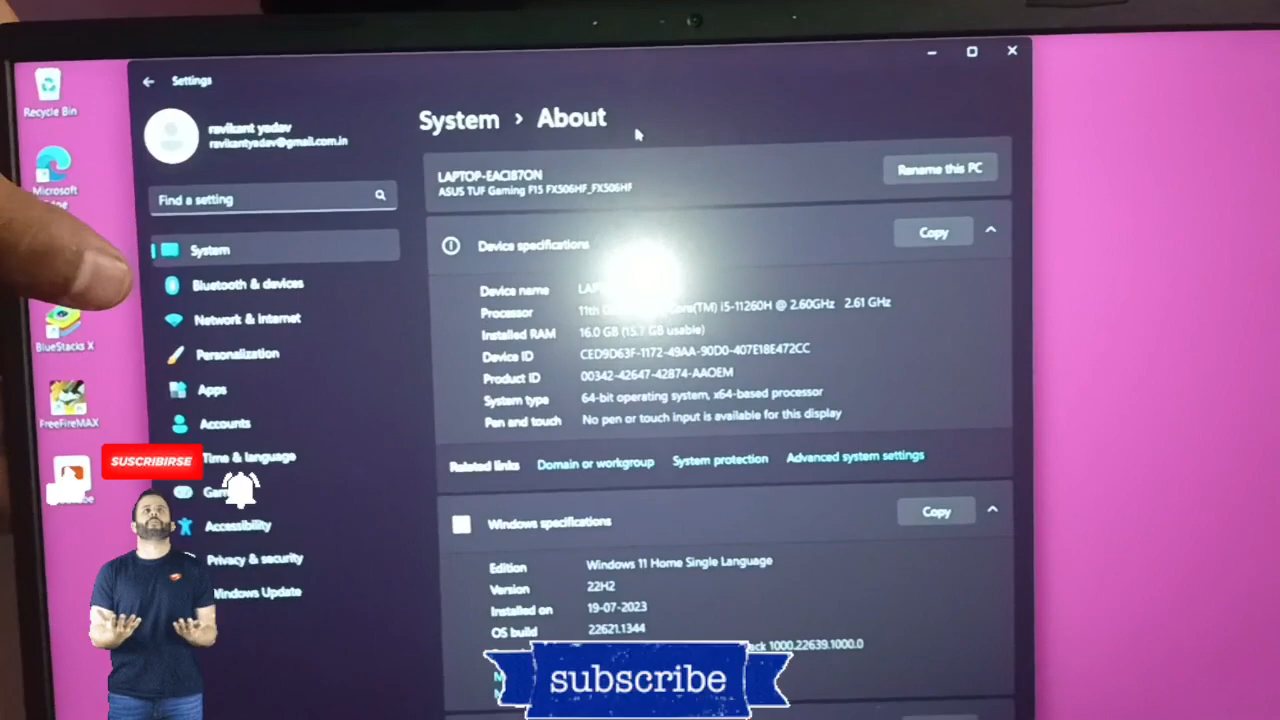 Recycle Bin
Microsoft
BlueStacks X
FreeFireMAX
Settings
ravikant yadav
ravikantyadav@gmail.com.in
Find a setting
System
Bluetooth & devices
Network & internet
Personalization
Apps
Accounts
Time & language
Accessibility
Privacy & security
Windows Update
System › About
LAPTOP-EACI87ON
ASUS TUF Gaming F15 FX506HF_FX506HF
Rename this PC
Device specifications
Copy
Device name
Processor 11th Core(TM) i5-11260H @ 2.60GHz 2.61 GHz
Installed RAM 16.0 GB (15.7 GB usable)
Device ID CED9D63F-1172-49AA-90D0-407E18E472CC
Product ID 00342-42647-42874-AAOEM
System type 64-bit operating system, x64-based processor
Pen and touch No pen or touch input is available for this display
Related links Domain or workgroup System protection Advanced system settings
Windows specifications
Copy
Edition Windows 11 Home Single Language
Version 22H2
Installed on 19-07-2023
OS build 22621.1344
1000.22639.1000.0
SUSCRIBIRSE
subscribe